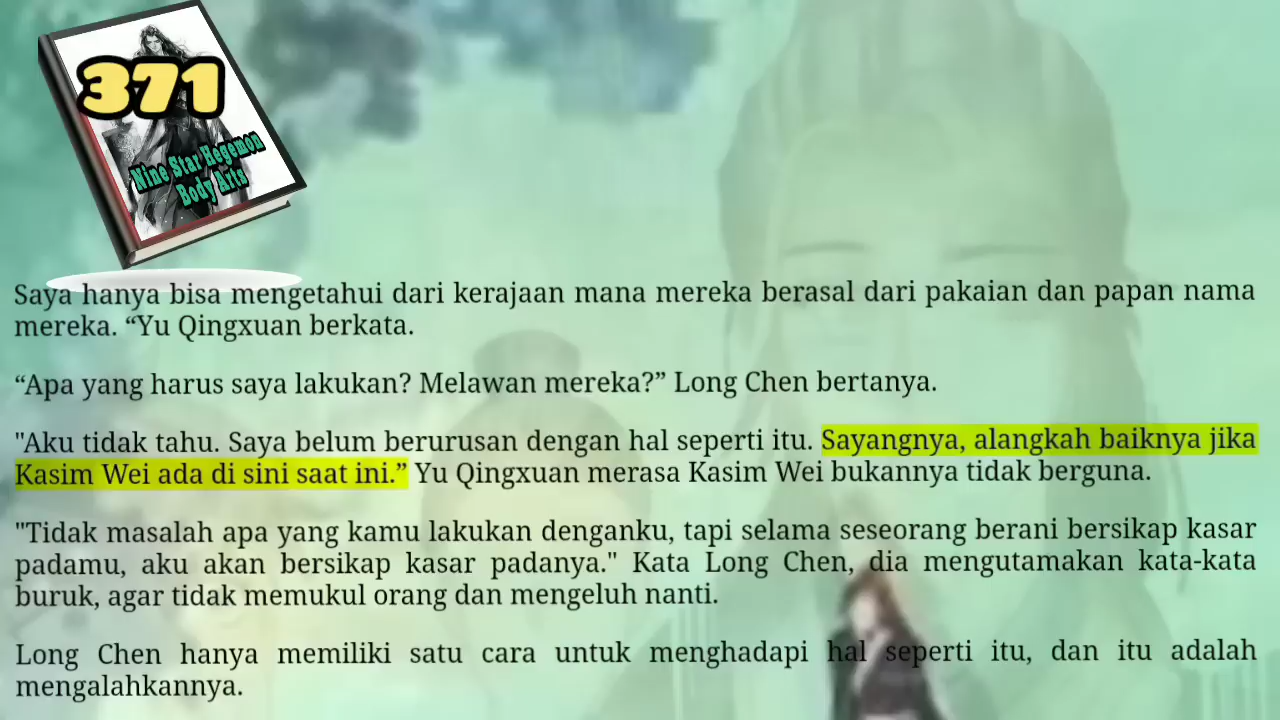 371
Nine Star Hegemon
Body Arts
Saya hanya bisa mengetahui dari kerajaan mana mereka berasal dari pakaian dan papan nama
mereka. “Yu Qingxuan berkata.
“Apa yang harus saya lakukan? Melawan mereka?” Long Chen bertanya.
"Aku tidak tahu. Saya belum berurusan dengan hal seperti itu. Sayangnya, alangkah baiknya jika
Kasim Wei ada di sini saat ini.” Yu Qingxuan merasa Kasim Wei bukannya tidak berguna.
"Tidak masalah apa yang kamu lakukan denganku, tapi selama seseorang berani bersikap kasar
padamu, aku akan bersikap kasar padanya." Kata Long Chen, dia mengutamakan kata-kata
buruk, agar tidak memukul orang dan mengeluh nanti.
Long Chen hanya memiliki satu cara untuk menghadapi hal seperti itu, dan itu adalah
mengalahkannya.